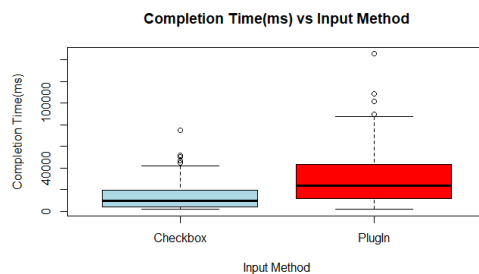 Completion Time(ms) vs Input Method
Completion Time(ms)
100000
40000
0
Checkbox
PlugIn
Input Method